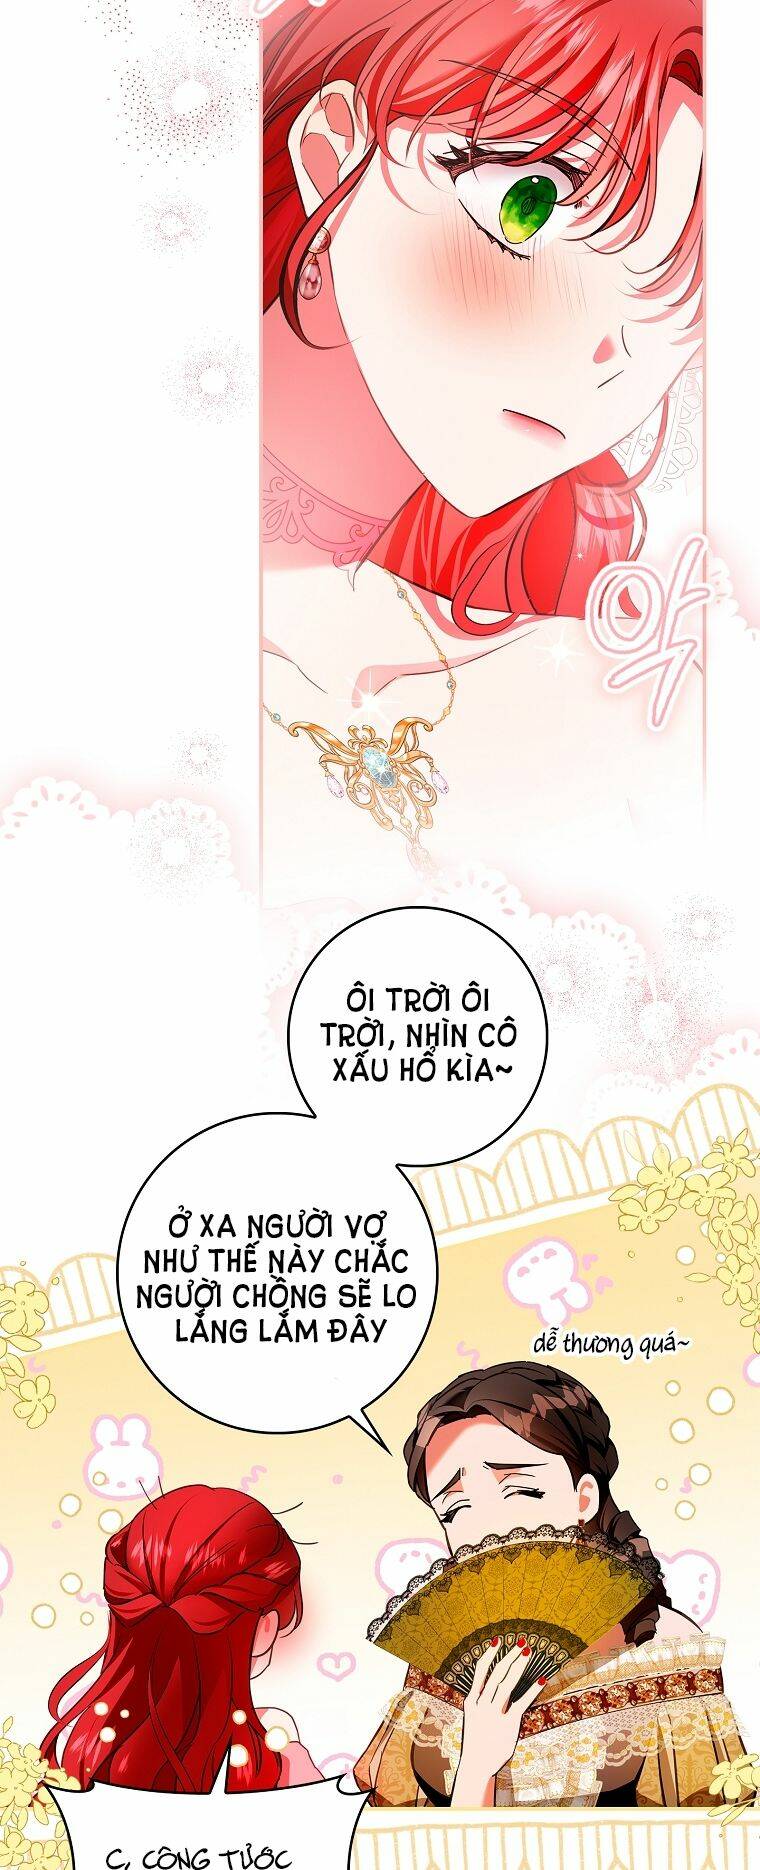 약
ÔI TRỜI ÔI
TRỜI, NHÌN CÔ
XẤU HỔ KÌA~
Ở XA NGƯỜI VỢ
NHƯ THẾ NÀY CHẮC
NGƯỜI CHỒNG SẼ LO
LẮNG LẮM ĐÂY
dễ thương quá~
C, CÔNG TƯỚC